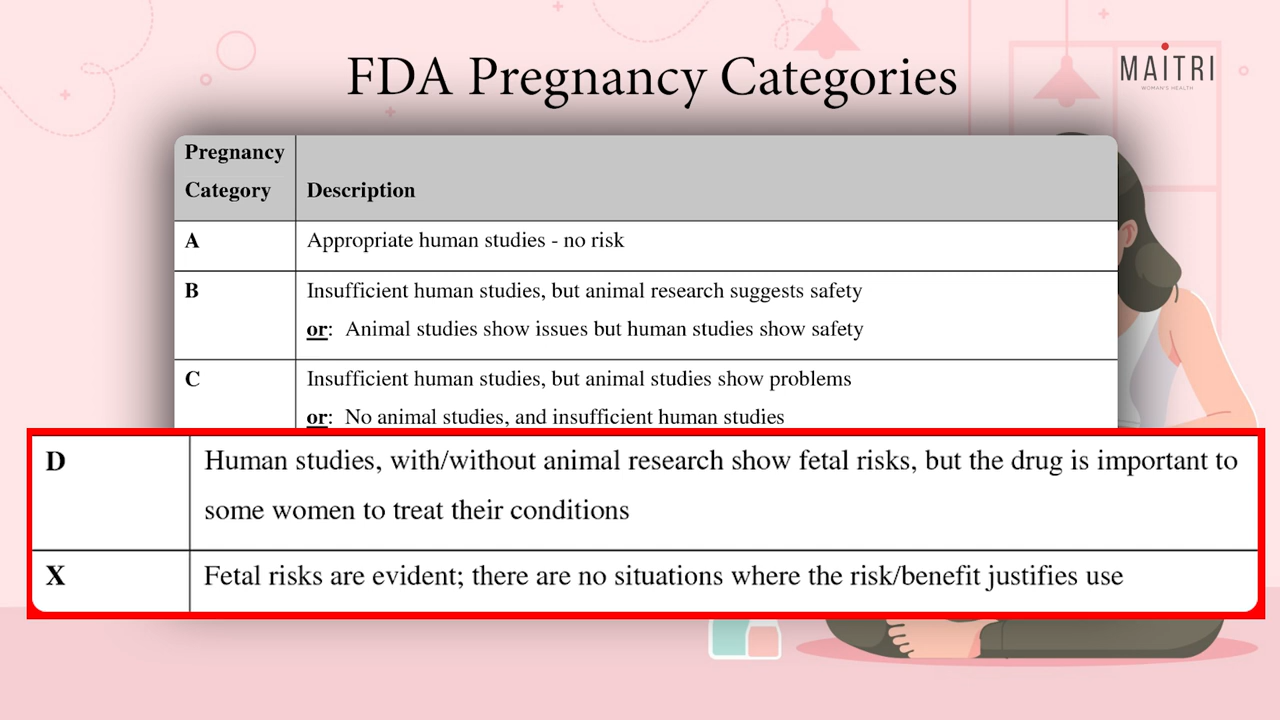 FDA Pregnancy Categories
MAITRI
WOMAN'S HEALTH
Pregnancy
Category
Description
A
Appropriate human studies - no risk
B
Insufficient human studies, but animal research suggests safety
or: Animal studies show issues but human studies show safety
C
Insufficient human studies, but animal studies show problems
or: No animal studies, and insufficient human studies
D
Human studies, with/without animal research show fetal risks, but the drug is important to
some women to treat their conditions
X
Fetal risks are evident; there are no situations where the risk/benefit justifies use